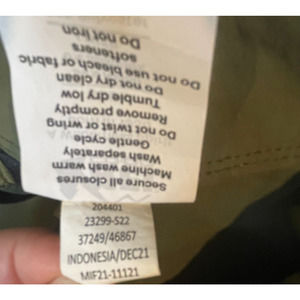 Secure all closures
Machine wash warm
Wash separately
Gentle cycle
Do not twist or wring
Remove promptly
Tumble dry low
Do not dry clean
Do not use bleach or fabric
softeners
Do not iron
204401
23299-S22
37249/46867
INDONESIA/DEC21
MIF21-11121